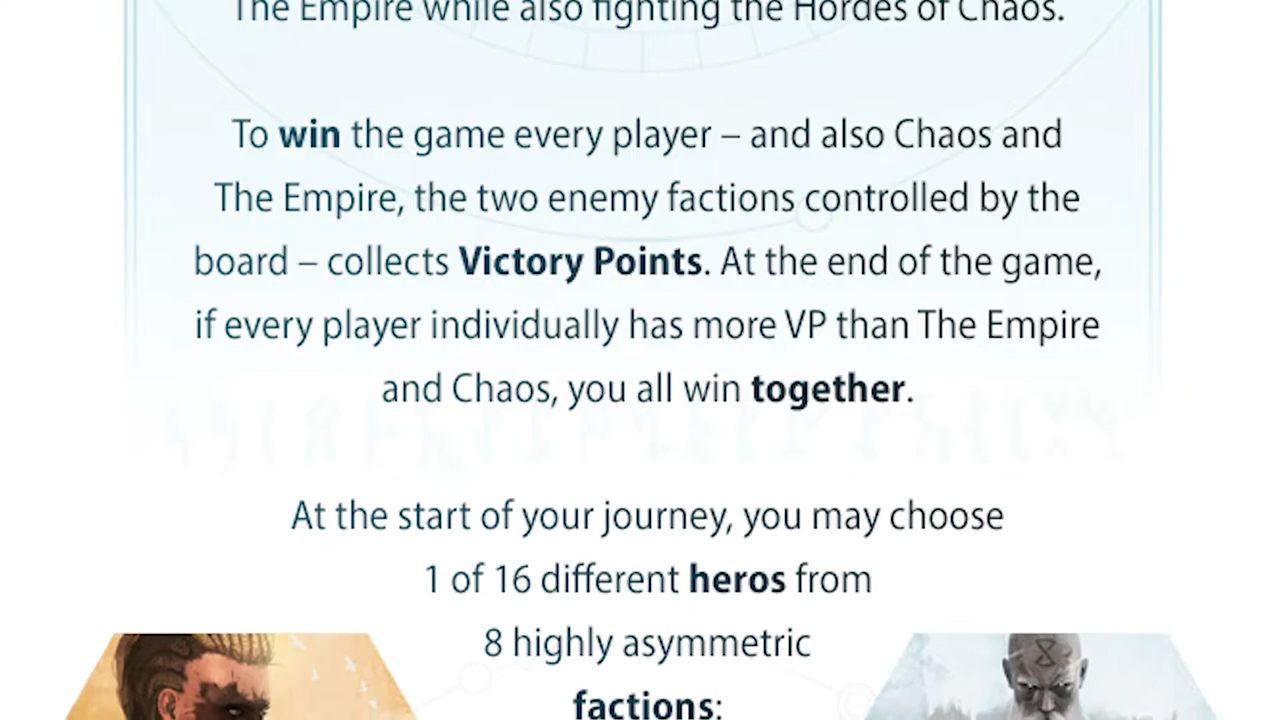 The Empire while also fighting the Hordes of Chaos.
To win the game every player – and also Chaos and
The Empire, the two enemy factions controlled by the
board – collects Victory Points. At the end of the game,
if every player individually has more VP than The Empire
and Chaos, you all win together.
At the start of your journey, you may choose
1 of 16 different heros from
8 highly asymmetric
factions: